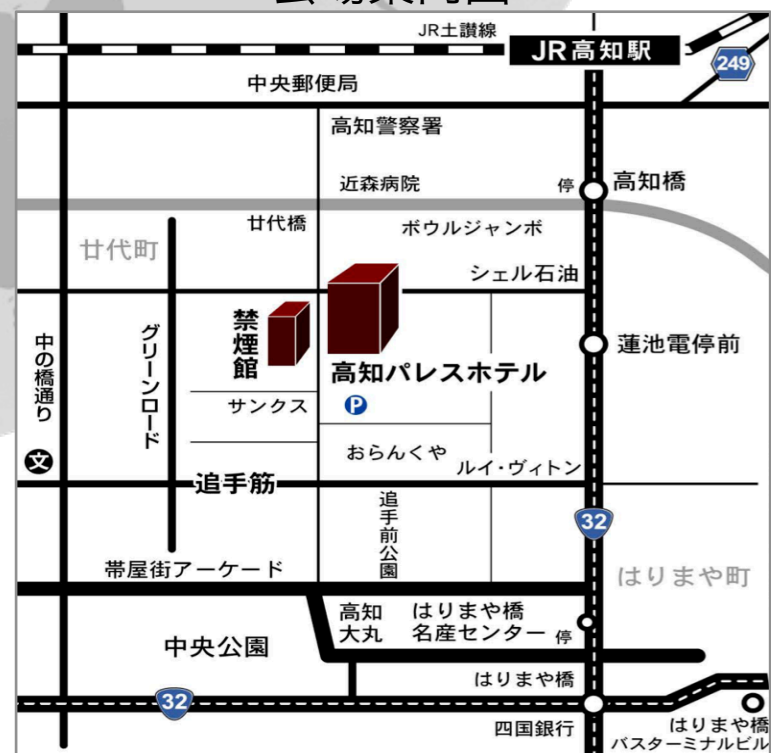 JR土讃線
JR高知駅
249
中央郵便局
高知警察署
近森病院
停
高知橋
廿代橋
ボウルジャンボ
廿代町
シェル石油
中の橋通り
グリーンロード
禁煙館
高知パレスホテル
蓮池電停前
サンクス
P
おらんくや
ルイ・ヴィトン
文
追手筋
追手前公園
32
帯屋街アーケード
はりまや町
高知
大丸
はりまや橋
名産センター
停
中央公園
はりまや橋
32
四国銀行
はりまや橋
バスターミナルビル